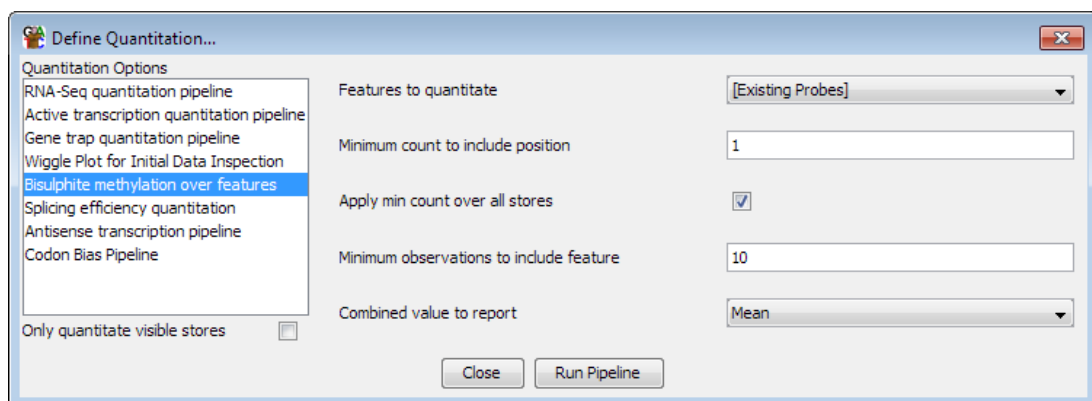 Define Quantitation...
Quantitation Options
RNA-Seq quantitation pipeline
Active transcription quantitation pipeline
Gene trap quantitation pipeline
Wiggle Plot for Initial Data Inspection
Bisulphite methylation over features
Splicing efficiency quantitation
Antisense transcription pipeline
Codon Bias Pipeline
Only quantitate visible stores
Features to quantitate [Existing Probes]
Minimum count to include position 1
Apply min count over all stores
Minimum observations to include feature 10
Combined value to report Mean
Close Run Pipeline